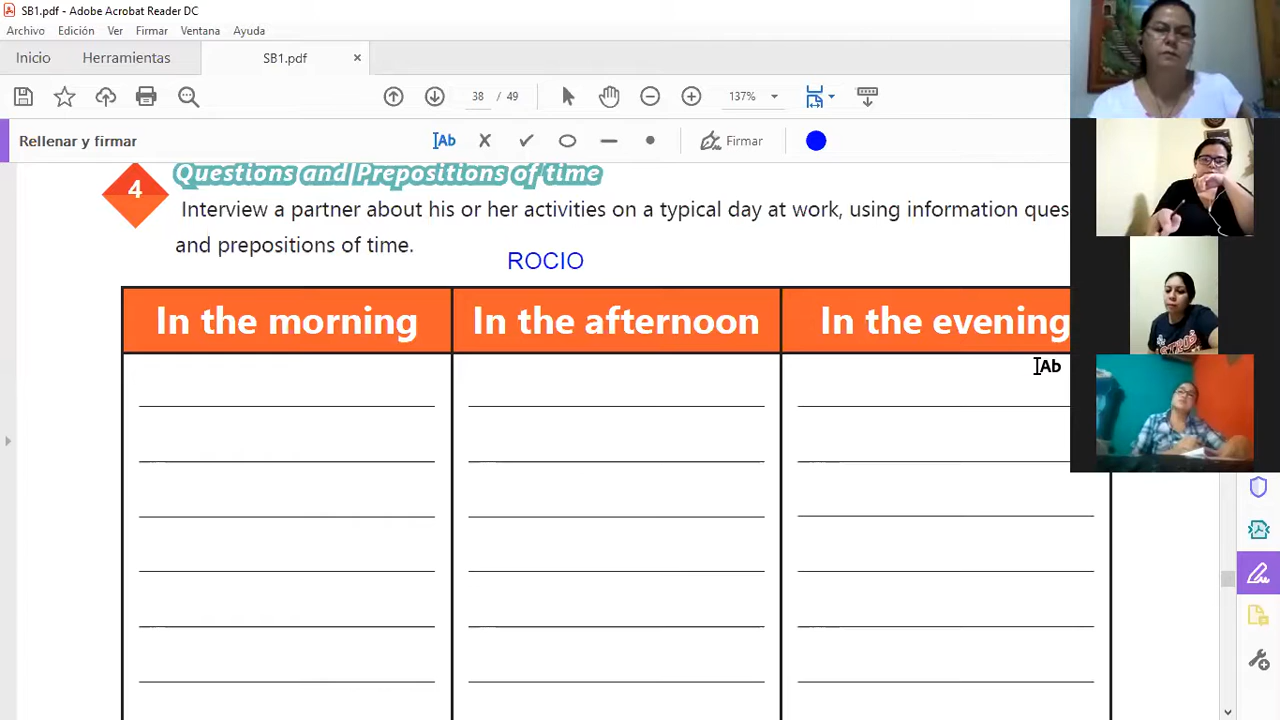 SB1.pdf - Adobe Acrobat Reader DC
Archivo Edición Ver Firmar Ventana Ayuda
Inicio Herramientas SB1.pdf ×
38 / 49 137%
Rellenar y firmar Ab Firmar
4 Questions and Prepositions of time
Interview a partner about his or her activities on a typical day at work, using information ques
and prepositions of time.
ROCIO
In the morning In the afternoon In the evening
Ab